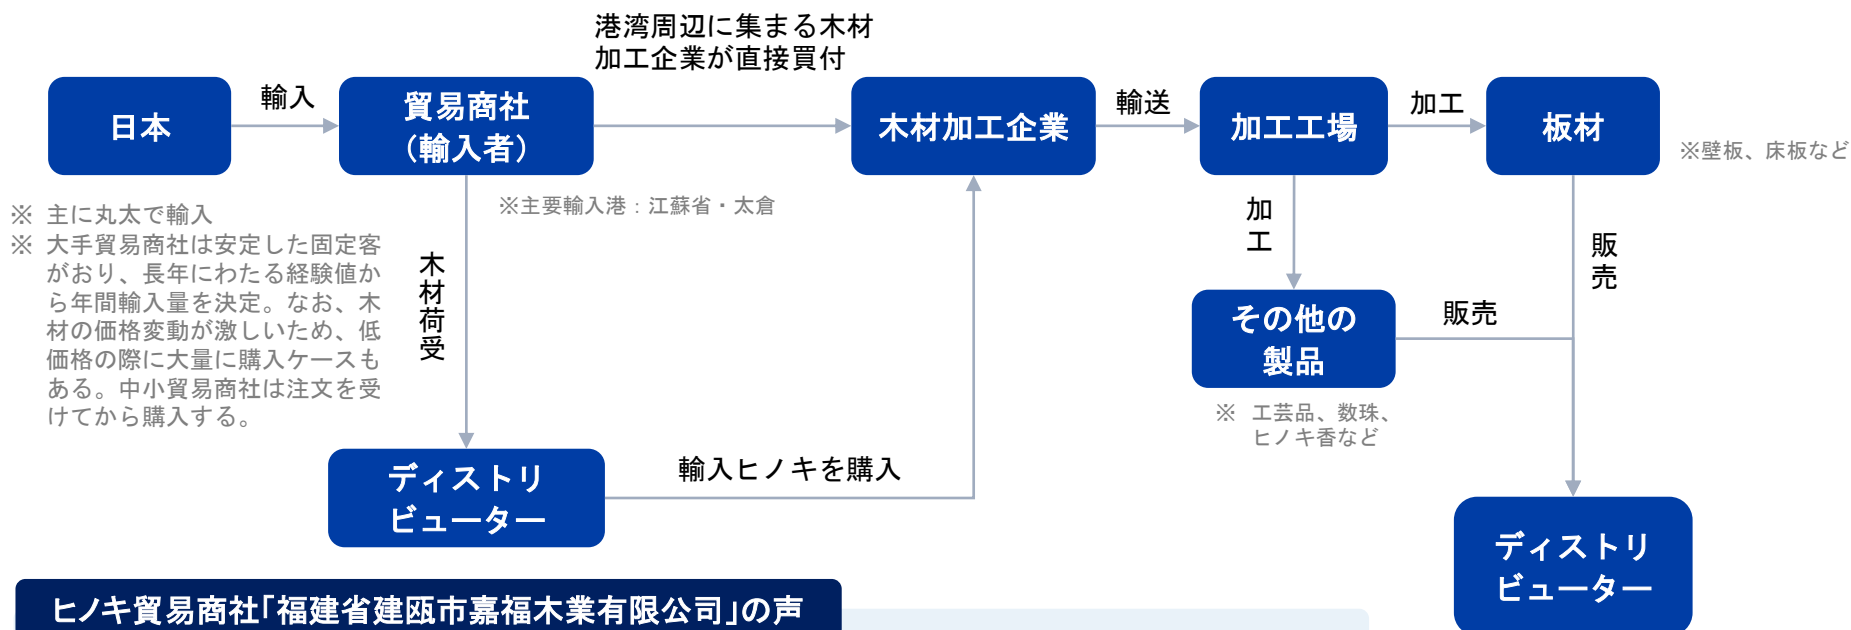 港湾周辺に集まる木材
加工企業が直接買付
日本
輸入
貿易商社
（輸入者）
木材加工企業
輸送
加工工場
加工
板材
※壁板、床板など
※主要輸入港：江蘇省・太倉
※ 主に丸太で輸入
※ 大手貿易商社は安定した固定客
がおり、長年にわたる経験値か
ら年間輸入量を決定。なお、木
材の価格変動が激しいため、低
価格の際に大量に購入ケースも
ある。中小貿易商社は注文を受
けてから購入する。
木材荷受
加工
販売
その他の
製品
販売
※ 工芸品、数珠、
ヒノキ香など
ディストリ
ビューター
輸入ヒノキを購入
ディストリ
ビューター
ヒノキ貿易商社｢福建省建瓯市嘉福木業有限公司｣の声